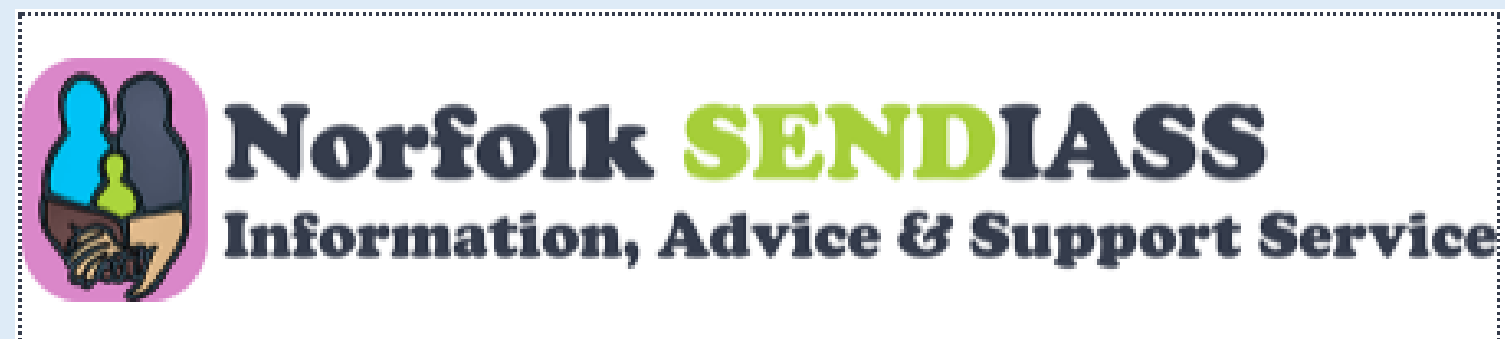 Norfolk SENDIASS
Information, Advice & Support Service